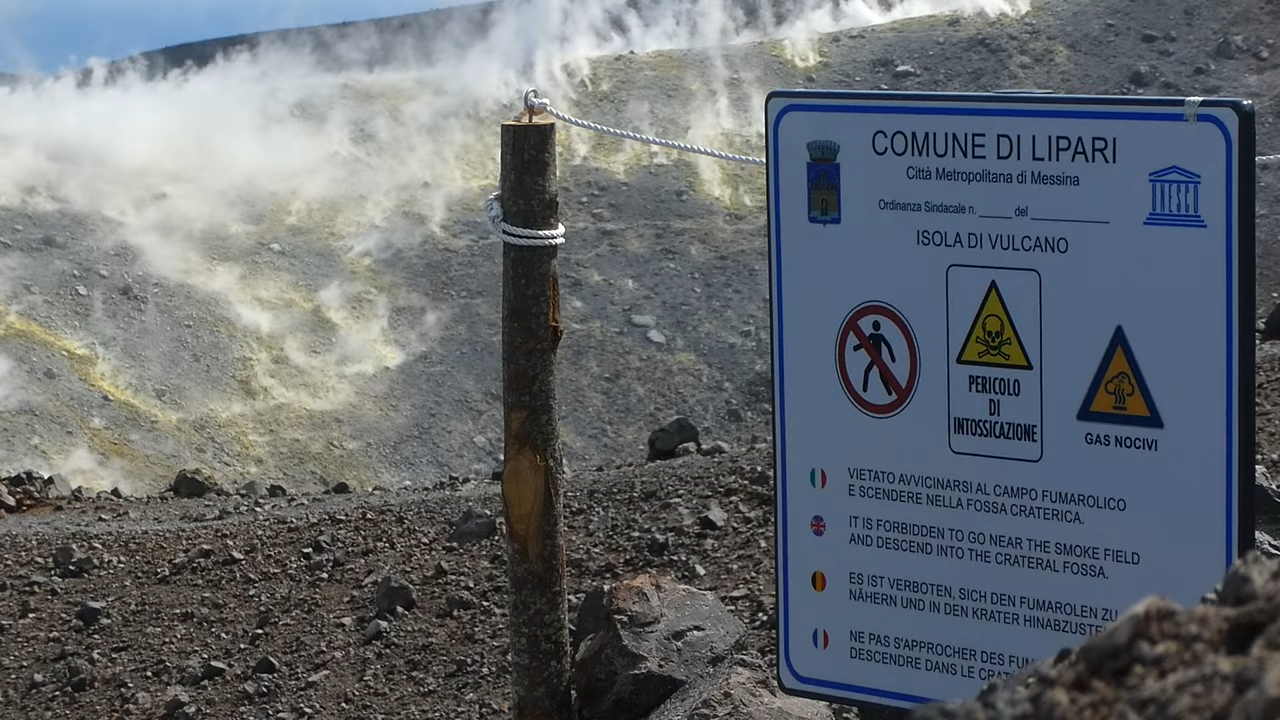 COMUNE DI LIPARI
Città Metropolitana di Messina
Ordinanza Sindacale n. _____ del ____________
UNESCO
ISOLA DI VULCANO
PERICOLO
DI
INTOSSICAZIONE
GAS NOCIVI
VIETATO AVVICINARSI AL CAMPO FUMAROLICO
E SCENDERE NELLA FOSSA CRATERICA.
IT IS FORBIDDEN TO GO NEAR THE SMOKE FIELD
AND DESCEND INTO THE CRATERAL FOSSA.
ES IST VERBOTEN, SICH DEN FUMAROLEN ZU
NÄHERN UND IN DEN KRATER
NE PAS S'APPROCHER DES
DESCENDRE DANS LE